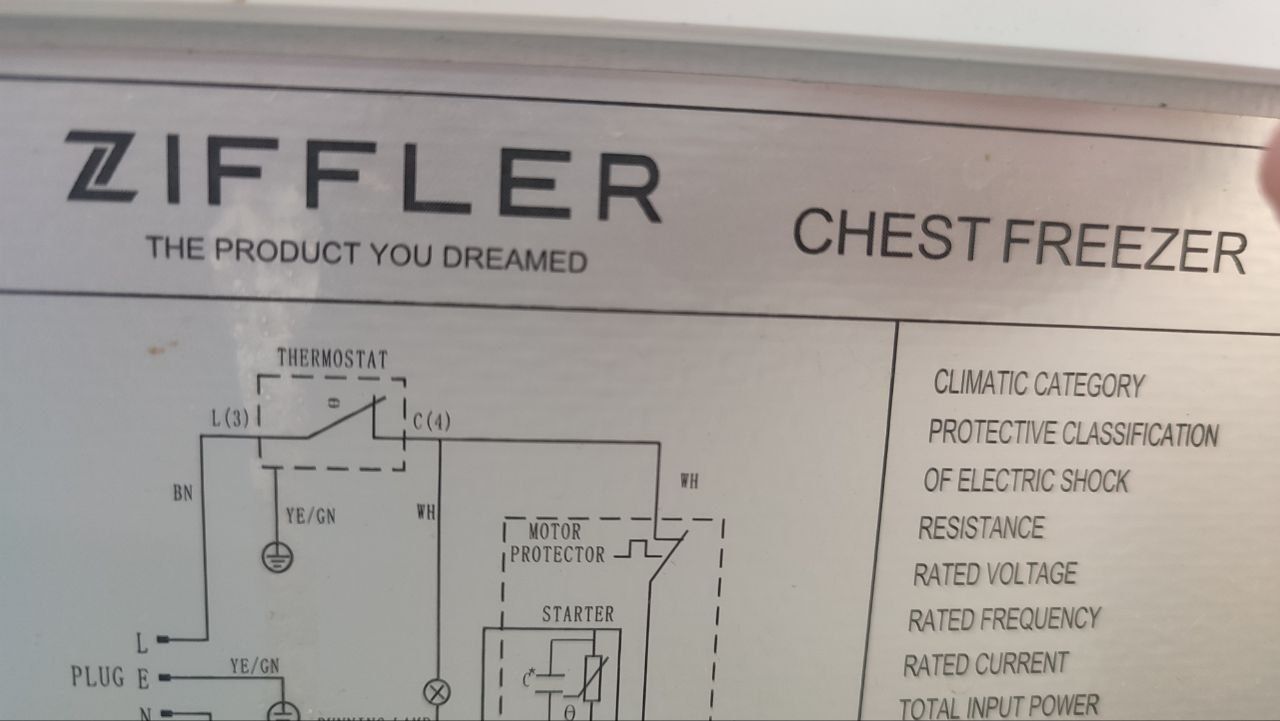 ZIFFLER
THE PRODUCT YOU DREAMED
CHEST FREEZER
THERMOSTAT
θ
L(3)
C(4)
BN
YE/GN
WH
WH
MOTOR
PROTECTOR
STARTER
C*
θ
L
PLUG E
YE/GN
N
CLIMATIC CATEGORY
PROTECTIVE CLASSIFICATION
OF ELECTRIC SHOCK
RESISTANCE
RATED VOLTAGE
RATED FREQUENCY
RATED CURRENT
TOTAL INPUT POWER